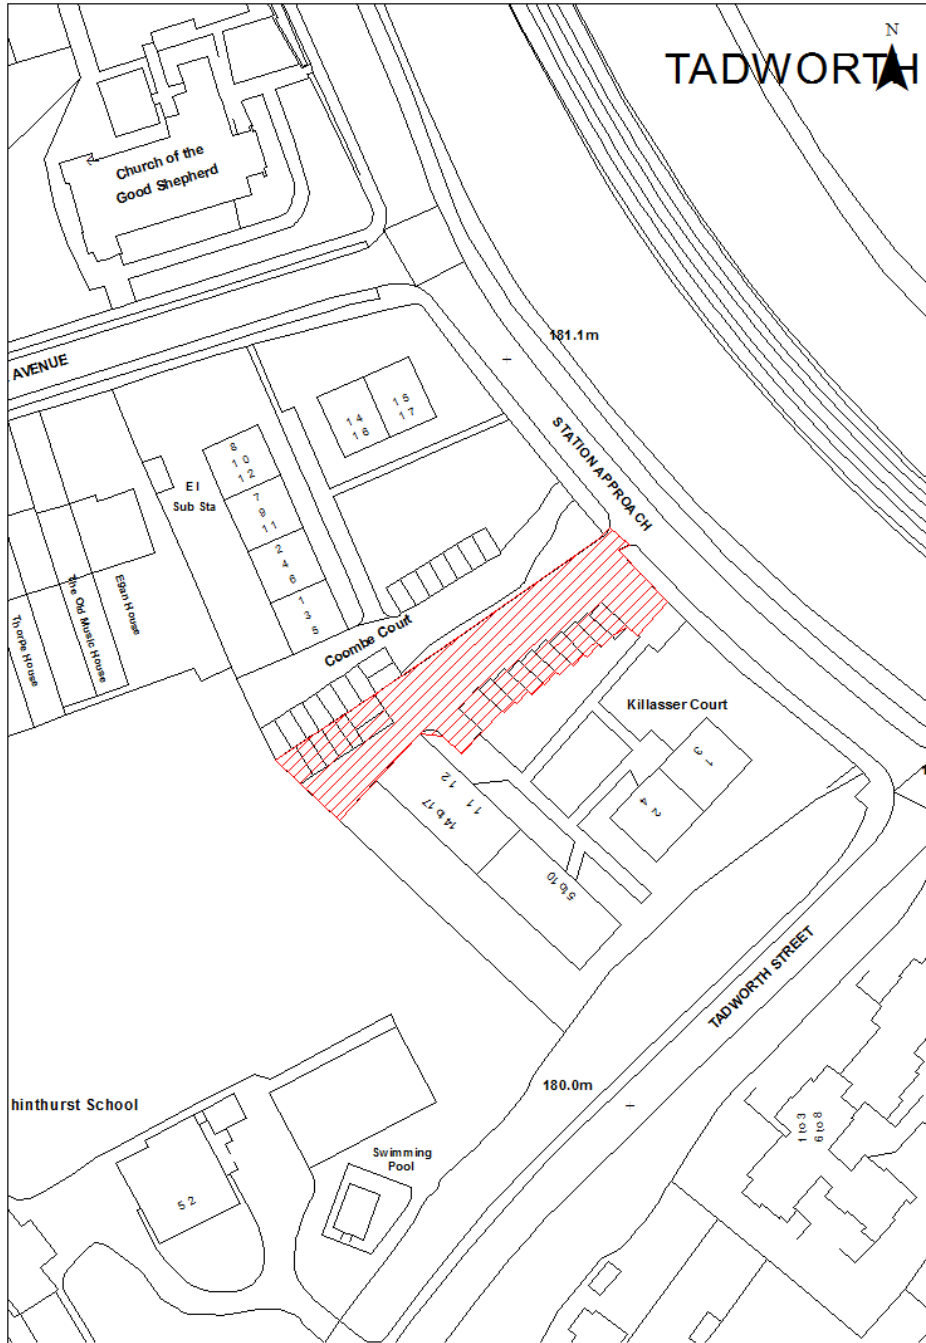 N
TADWORTH
Church of the
Good Shepherd
181.1m
AVENUE
STATION APPROACH
15
17
14
16
8
10
12
El
Sub Sta
7
9
11
2
4
6
1
3
5
Egan House
The Old Music House
Thorpe House
Coombe Court
Killasser Court
1 3
2 4
12
11
14 to 17
5 to 10
TADWORTH STREET
180.0m
hinthurst School
Swimming
Pool
52
1 to 3
6 to 8